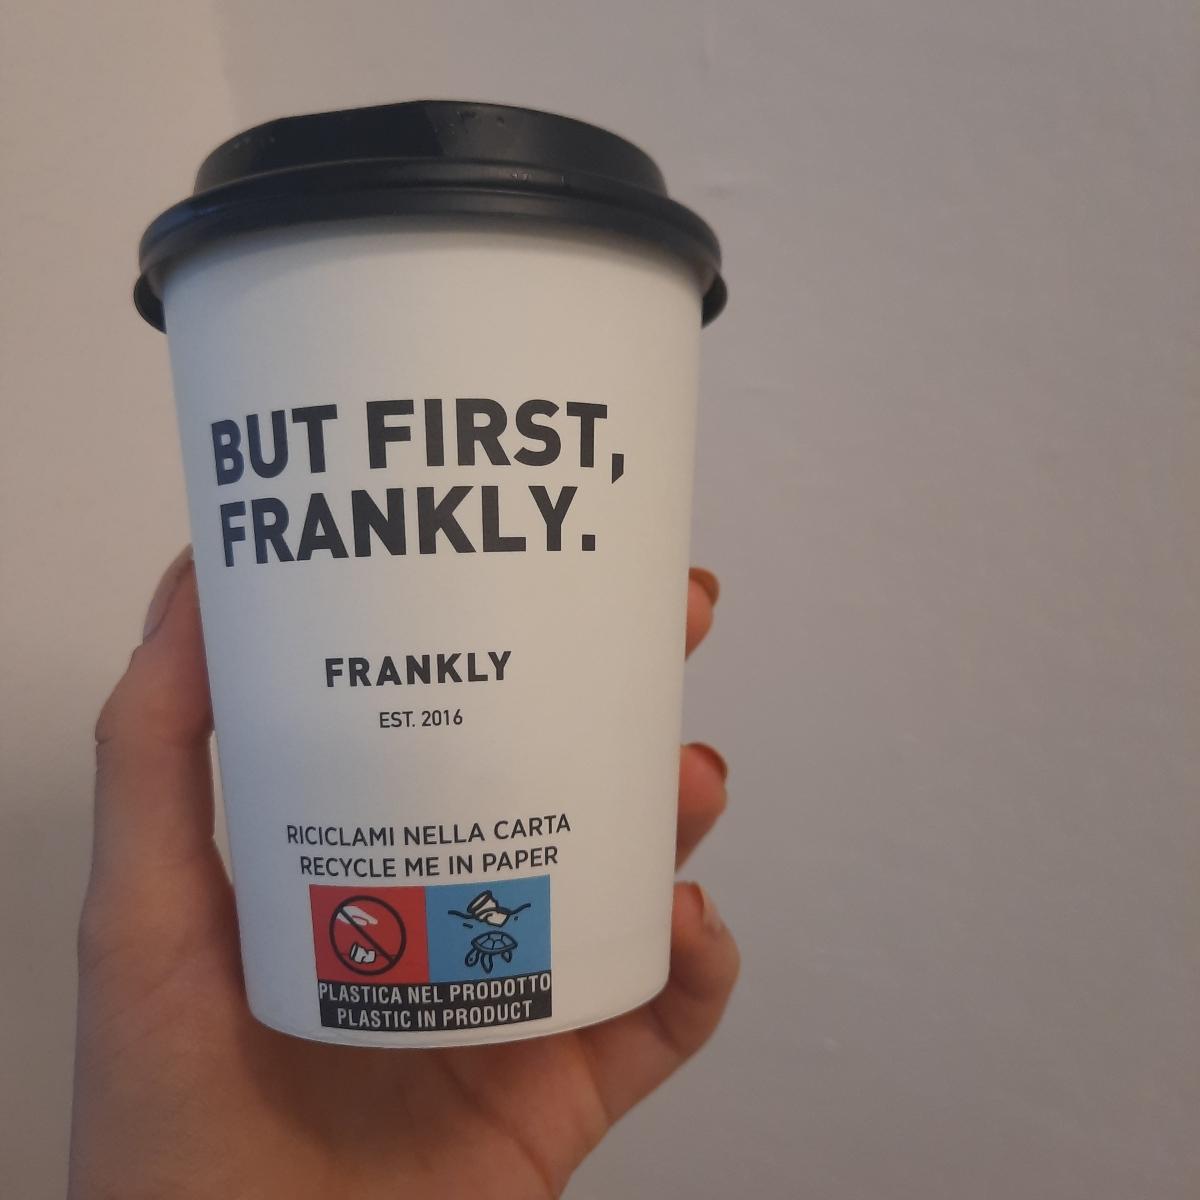 BUT FIRST,
FRANKLY.
FRANKLY
EST. 2016
RICICLAMI NELLA CARTA
RECYCLE ME IN PAPER
PLASTICA NEL PRODOTTO
PLASTIC IN PRODUCT